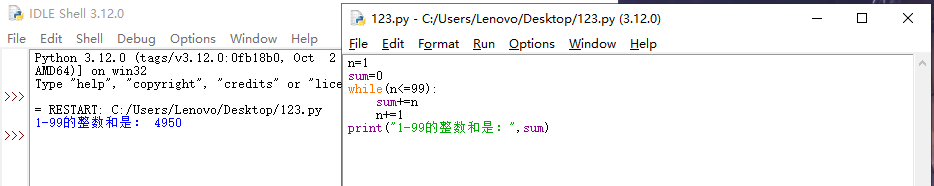 IDLE Shell 3.12.0
File Edit Shell Debug Options Window Help
Python 3.12.0 (tags/v3.12.0:0fb18b0, Oct 2
AMD64)] on win32
Type "help", "copyright", "credits" or "lice
>>>
= RESTART: C:/Users/Lenovo/Desktop/123.py
1-99的整数和是： 4950
>>>
123.py - C:/Users/Lenovo/Desktop/123.py (3.12.0)
File Edit Format Run Options Window Help
n=1
sum=0
while(n<=99):
    sum+=n
    n+=1
print("1-99的整数和是：",sum)